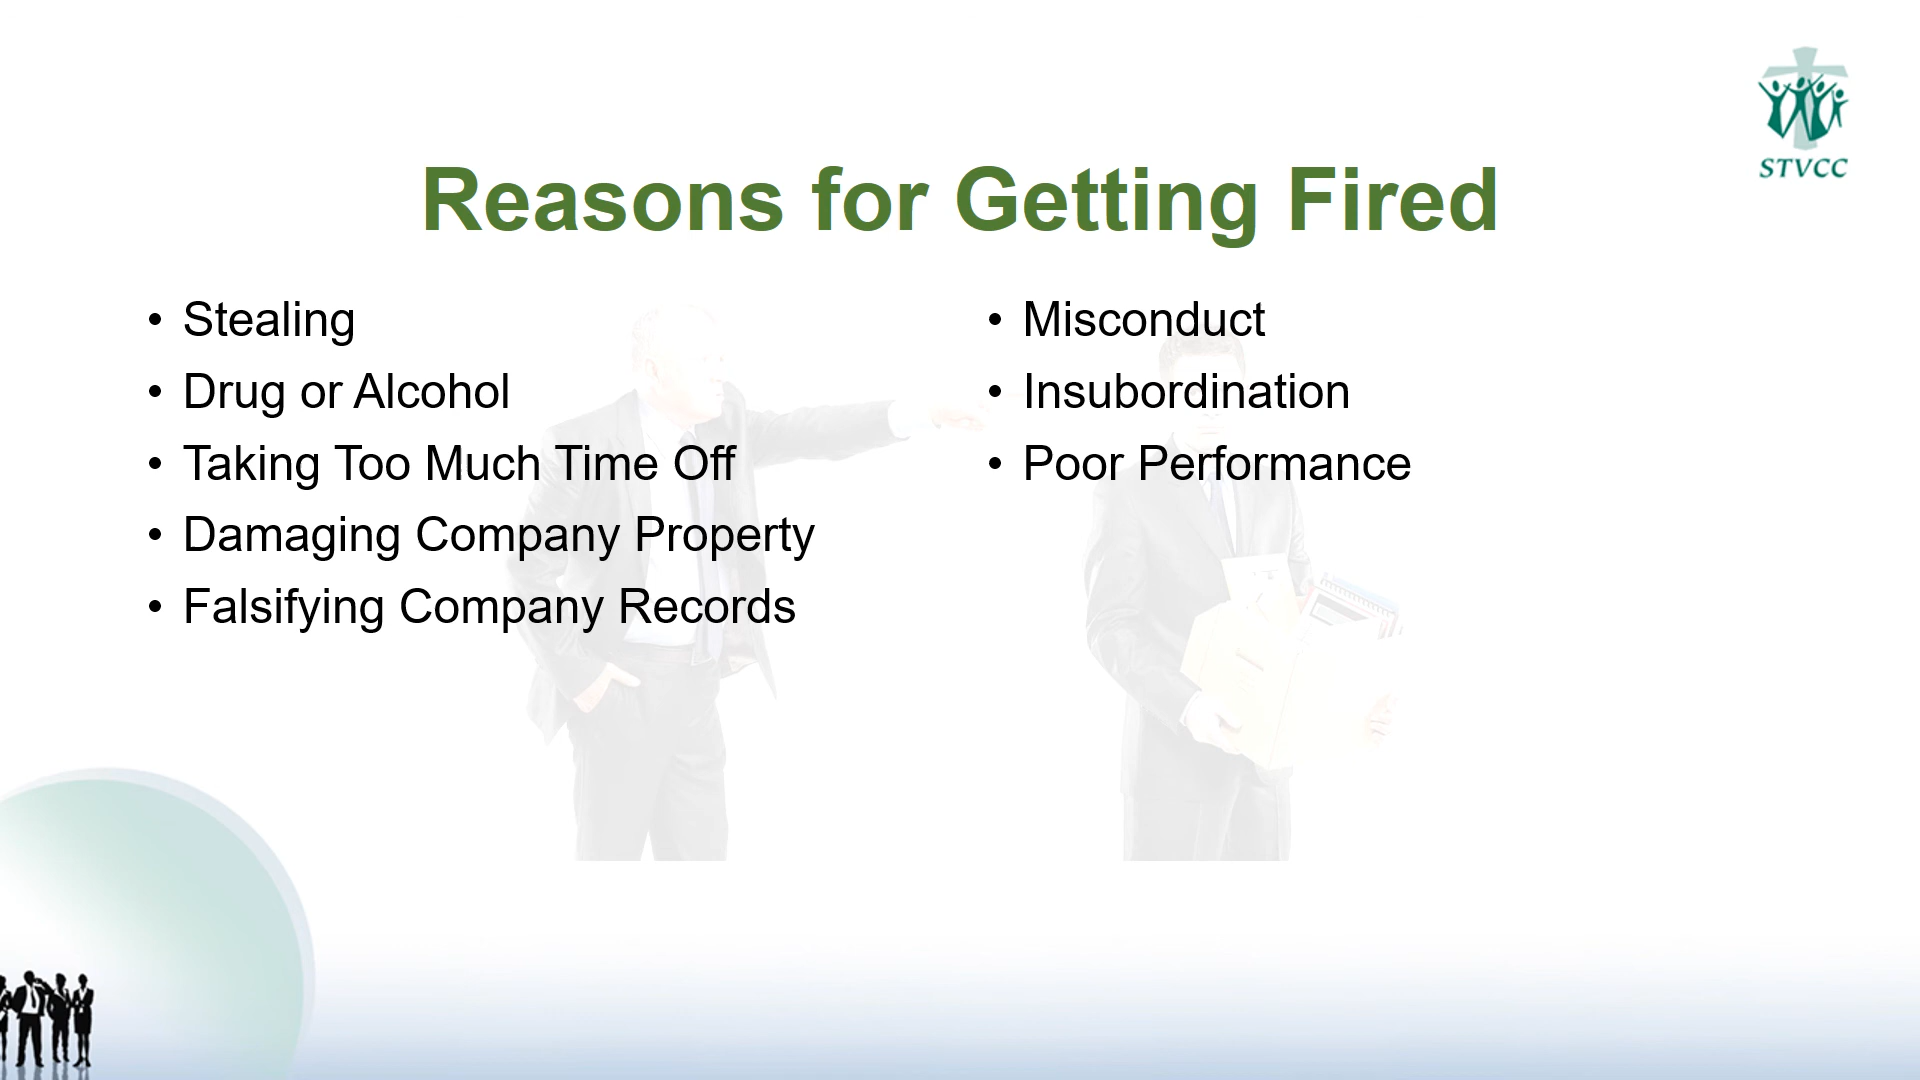 STVCC
Reasons for Getting Fired
• Stealing
• Drug or Alcohol
• Taking Too Much Time Off
• Damaging Company Property
• Falsifying Company Records
• Misconduct
• Insubordination
• Poor Performance